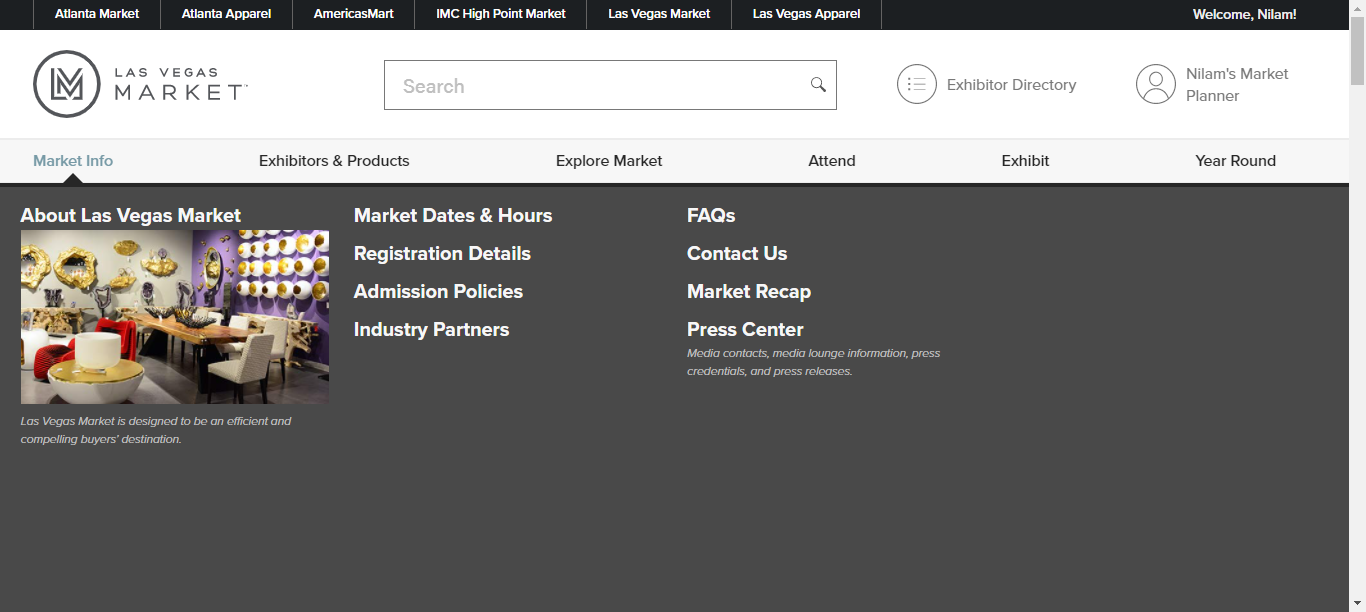 Atlanta Market
Atlanta Apparel
AmericasMart
IMC High Point Market
Las Vegas Market
Las Vegas Apparel
Welcome, Nilam!
LAS VEGAS
MARKET
Search
Exhibitor Directory
Nilam's Market
Planner
Market Info
Exhibitors & Products
Explore Market
Attend
Exhibit
Year Round
About Las Vegas Market
Las Vegas Market is designed to be an efficient and
compelling buyers' destination.
Market Dates & Hours
Registration Details
Admission Policies
Industry Partners
FAQs
Contact Us
Market Recap
Press Center
Media contacts, media lounge information, press
credentials, and press releases.